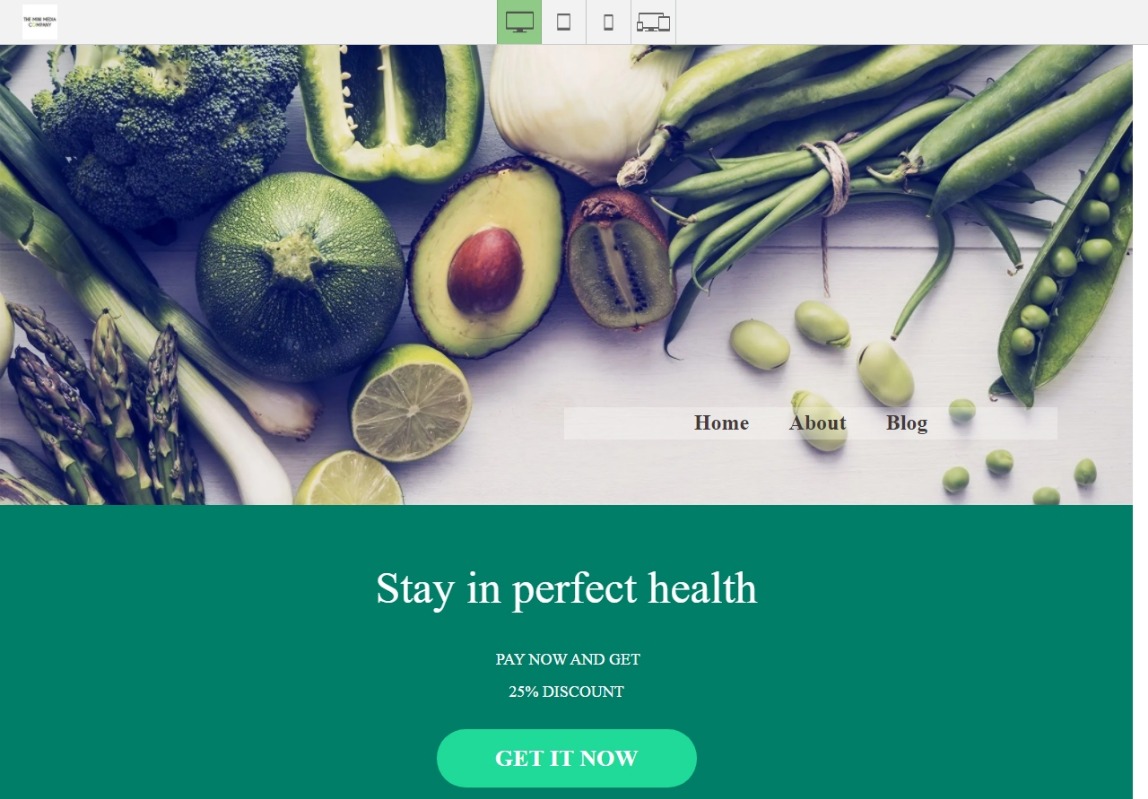 THE MINI MEDIA
COMPANY
Home About Blog
Stay in perfect health
PAY NOW AND GET
25% DISCOUNT
GET IT NOW